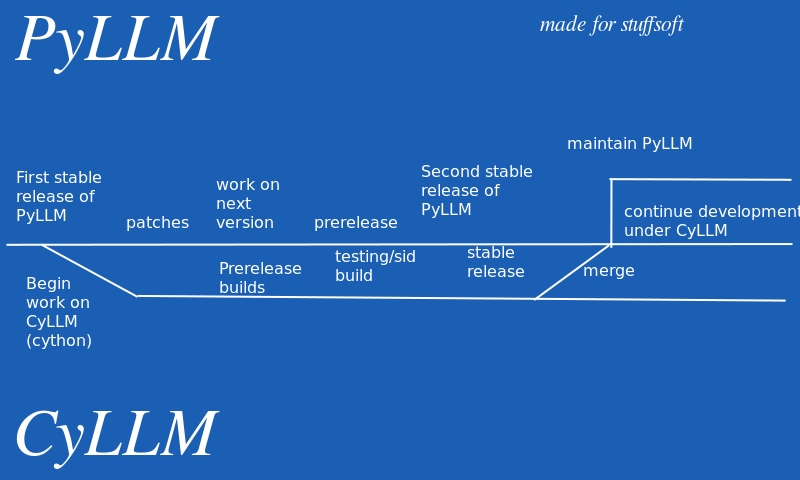 PyLLM
made for stuffsoft
maintain PyLLM
First stable
release of
PyLLM
patches
work on
next
version
prerelease
Second stable
release of
PyLLM
continue development
under CyLLM
Begin
work on
CyLLM
(cython)
Prerelease
builds
testing/sid
build
stable
release
merge
CyLLM